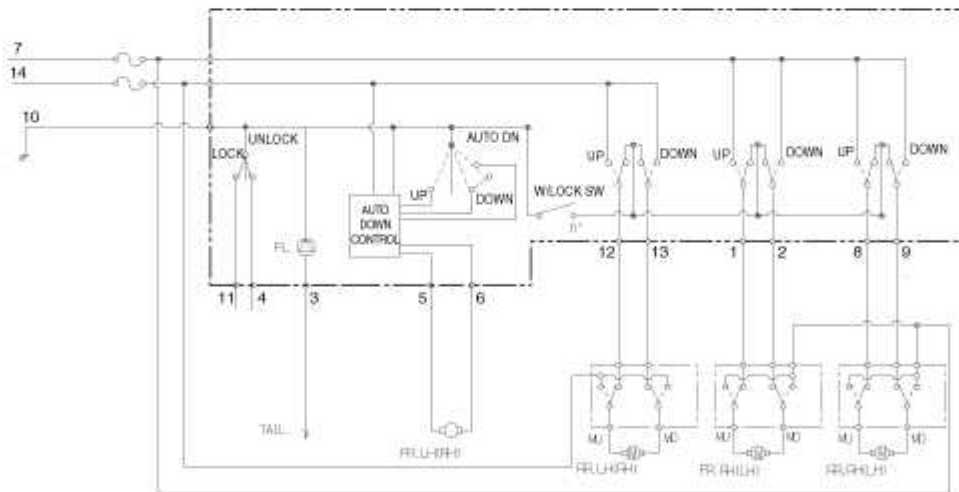 7
14
10
UNLOCK
LOCK
AUTO DN
UP
DOWN
UP
DOWN
UP
DOWN
UP
DOWN
W/LOCK SW
AUTO
DOWN
CONTROL
12
13
1
2
8
9
11
4
3
5
6
TAIL
MU
MD
MU
MD
MU
MD